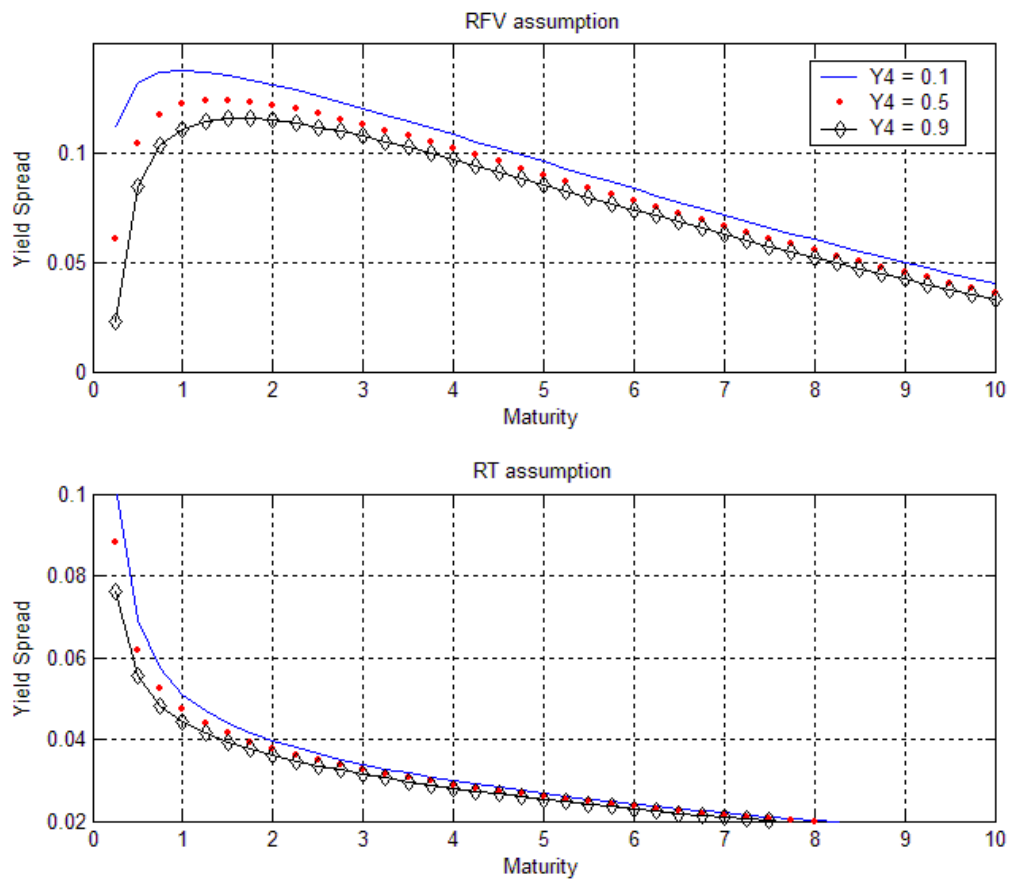 RFV assumption
Y4 = 0.1
Y4 = 0.5
Y4 = 0.9
0.1
0.05
0
Yield Spread
0 1 2 3 4 5 6 7 8 9 10
Maturity
RT assumption
0.1
0.08
0.06
0.04
0.02
Yield Spread
0 1 2 3 4 5 6 7 8 9 10
Maturity